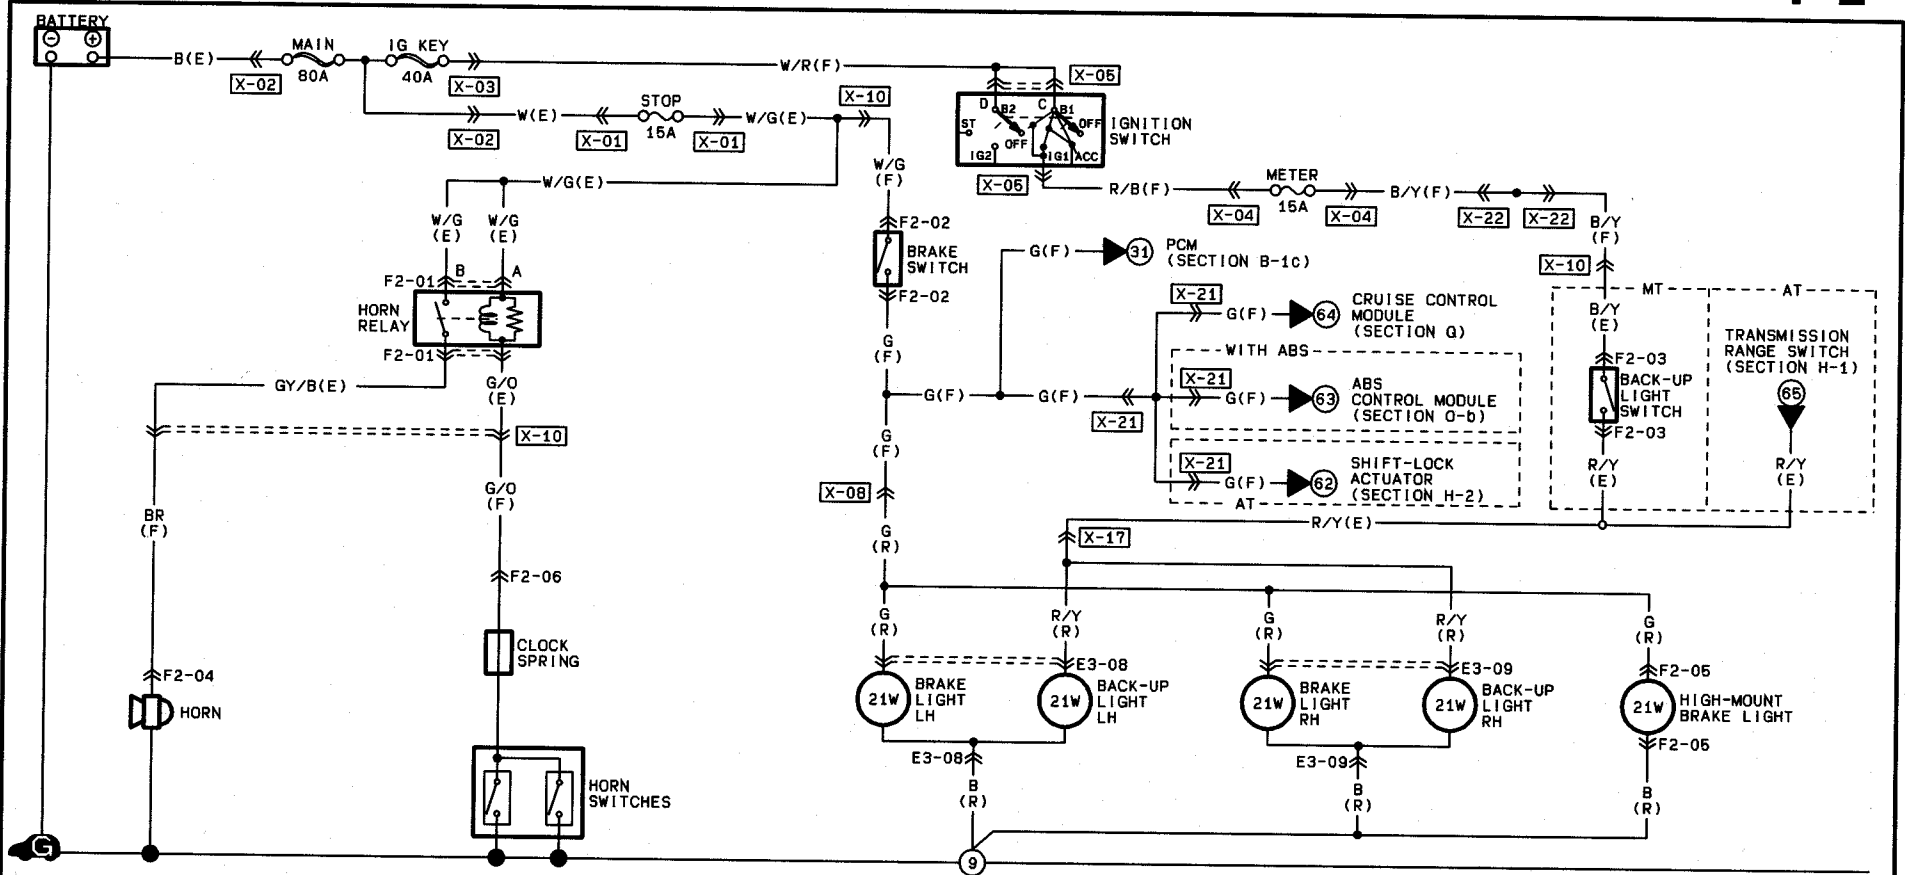 BATTERY
B(E)
X-02
MAIN
80A
IG KEY
40A
X-03
W/R(F)
X-05
D
B2
C
B1
ST
OFF
OFF
IG2
IG1
ACC
IGNITION
SWITCH
X-02
W(E)
X-01
STOP
15A
X-01
W/G(E)
X-10
X-05
R/B(F)
X-04
METER
15A
X-04
B/Y(F)
X-22
X-22
W/G(E)
W/G
(F)
W/G
(E)
W/G
(E)
F2-02
BRAKE
SWITCH
F2-02
G(F)
31
PCM
(SECTION B-1c)
B/Y
(F)
X-10
F2-01
B
A
HORN
RELAY
F2-01
G
(F)
X-21
G(F)
64
CRUISE CONTROL
MODULE
(SECTION Q)
WITH ABS
X-21
G(F)
63
ABS
CONTROL MODULE
(SECTION O-b)
G(F)
G(F)
X-21
X-21
G(F)
62
SHIFT-LOCK
ACTUATOR
(SECTION H-2)
AT
MT
AT
B/Y
(E)
F2-03
BACK-UP
LIGHT
SWITCH
F2-03
R/Y
(E)
TRANSMISSION
RANGE SWITCH
(SECTION H-1)
65
R/Y
(E)
GY/B(E)
G/O
(E)
X-10
G
(F)
X-08
G
(R)
R/Y(E)
X-17
BR
(F)
G/O
(F)
F2-06
CLOCK
SPRING
G
(R)
R/Y
(R)
G
(R)
R/Y
(R)
G
(R)
E3-08
E3-09
F2-05
F2-04
HORN
21W
BRAKE
LIGHT
LH
21W
BACK-UP
LIGHT
LH
21W
BRAKE
LIGHT
RH
21W
BACK-UP
LIGHT
RH
21W
HIGH-MOUNT
BRAKE LIGHT
F2-05
HORN
SWITCHES
E3-08
B
(R)
E3-09
B
(R)
B
(R)
G
9